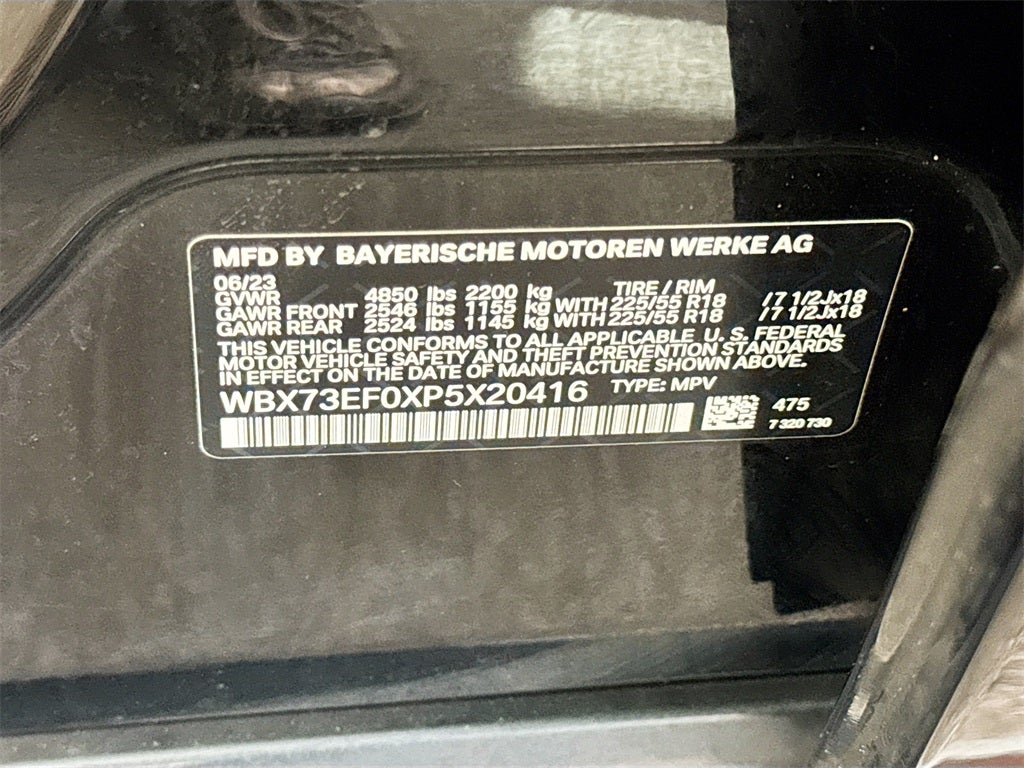 MFD BY BAYERISCHE MOTOREN WERKE AG
06/23 TIRE/RIM
GVWR 4850 lbs 2200 kg
GAWR FRONT 2546 lbs 1155 kg WITH 225/55 R18 /7 1/2Jx18
GAWR REAR 2524 lbs 1145 kg WITH 225/55 R18 /7 1/2Jx18
THIS VEHICLE CONFORMS TO ALL APPLICABLE U. S. FEDERAL
MOTOR VEHICLE SAFETY AND THEFT PREVENTION STANDARDS
IN EFFECT ON THE DATE OF MANUFACTURE SHOWN ABOVE.
WBX73EF0XP5X20416 TYPE: MPV
475
7 320 730